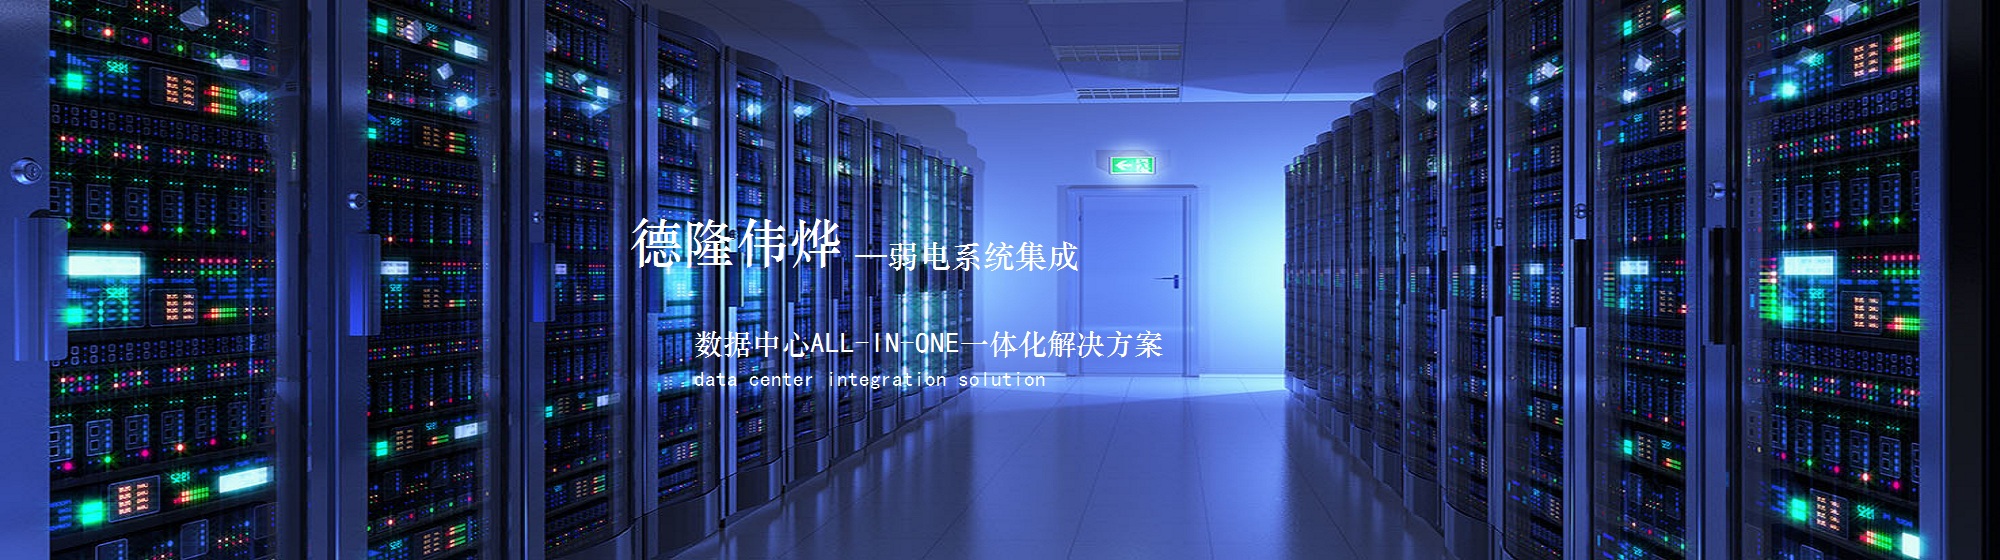 德隆伟烨 —弱电系统集成
数据中心ALL-IN-ONE一体化解决方案
data center integration solution